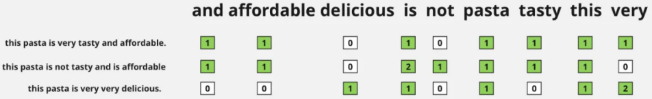 and affordable delicious is not pasta tasty this very
this pasta is very tasty and affordable. 1 1 0 1 0 1 1 1 1
this pasta is not tasty and is affordable 1 1 0 2 1 1 1 1 0
this pasta is very very delicious. 0 0 1 1 0 1 0 1 2